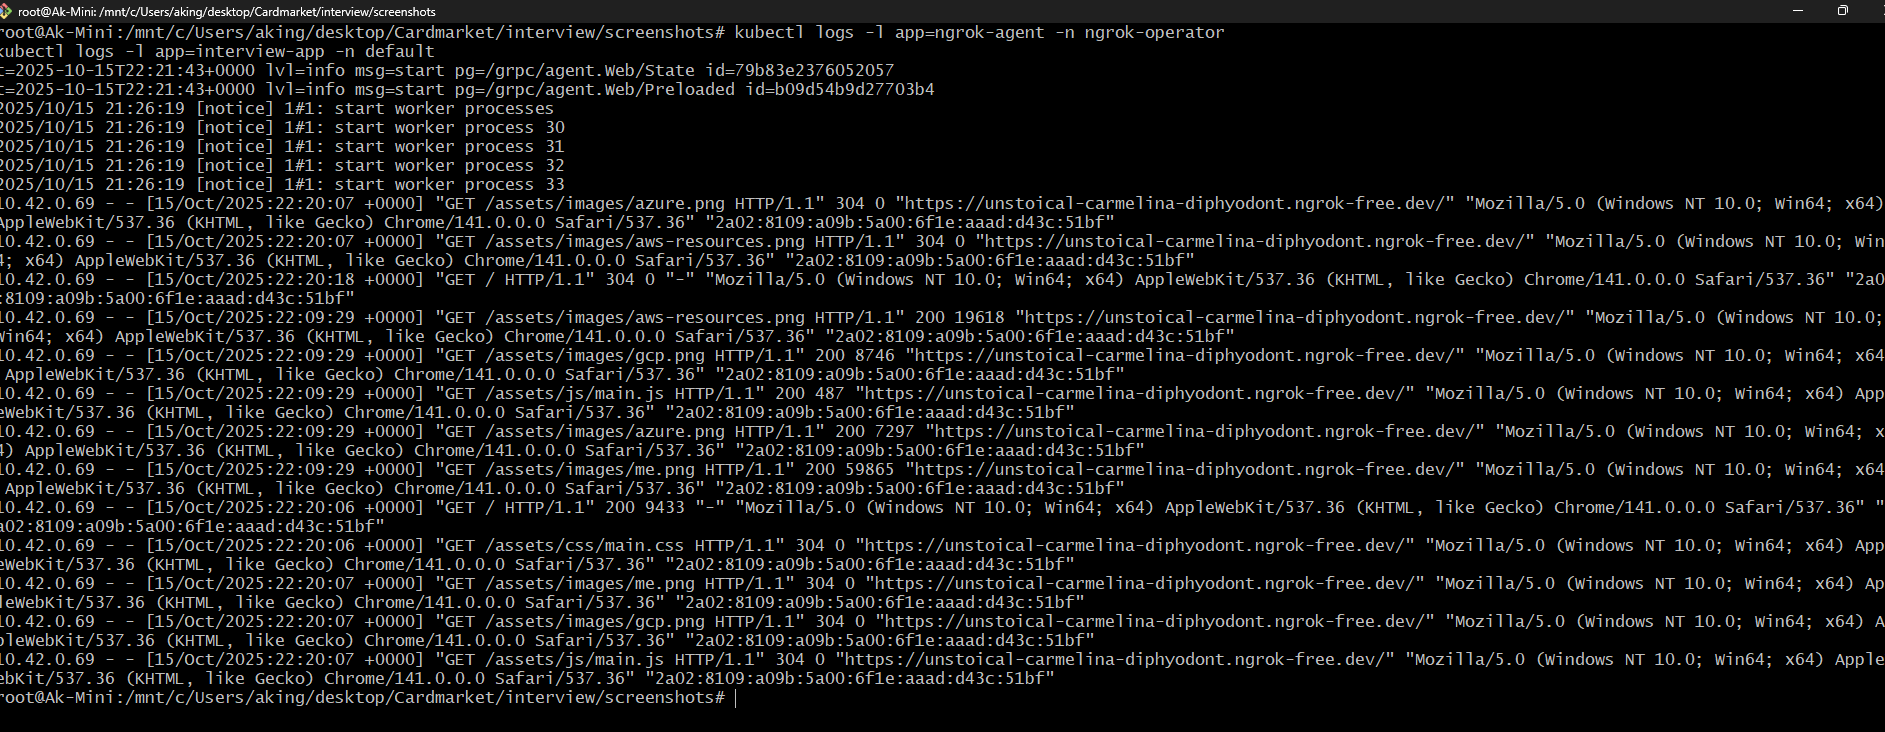 root@Ak-Mini: /mnt/c/Users/aking/desktop/Cardmarket/interview/screenshots
root@Ak-Mini:/mnt/c/Users/aking/desktop/Cardmarket/interview/screenshots# kubectl logs -l app=ngrok-agent -n ngrok-operator
kubectl logs -l app=interview-app -n default
t=2025-10-15T22:21:43+0000 lvl=info msg=start pg=/grpc/agent.Web/State id=79b83e2376052057
t=2025-10-15T22:21:43+0000 lvl=info msg=start pg=/grpc/agent.Web/Preloaded id=b09d54b9d27703b4
2025/10/15 21:26:19 [notice] 1#1: start worker processes
2025/10/15 21:26:19 [notice] 1#1: start worker process 30
2025/10/15 21:26:19 [notice] 1#1: start worker process 31
2025/10/15 21:26:19 [notice] 1#1: start worker process 32
2025/10/15 21:26:19 [notice] 1#1: start worker process 33
10.42.0.69 - - [15/Oct/2025:22:20:07 +0000] "GET /assets/images/azure.png HTTP/1.1" 304 0 "https://unstoical-carmelina-diphyodont.ngrok-free.dev/" "Mozilla/5.0 (Windows NT 10.0; Win64; x64)
AppleWebKit/537.36 (KHTML, like Gecko) Chrome/141.0.0.0 Safari/537.36" "2a02:8109:a09b:5a00:6f1e:aaad:d43c:51bf"
10.42.0.69 - - [15/Oct/2025:22:20:07 +0000] "GET /assets/images/aws-resources.png HTTP/1.1" 304 0 "https://unstoical-carmelina-diphyodont.ngrok-free.dev/" "Mozilla/5.0 (Windows NT 10.0; Win
4; x64) AppleWebKit/537.36 (KHTML, like Gecko) Chrome/141.0.0.0 Safari/537.36" "2a02:8109:a09b:5a00:6f1e:aaad:d43c:51bf"
10.42.0.69 - - [15/Oct/2025:22:20:18 +0000] "GET / HTTP/1.1" 304 0 "-" "Mozilla/5.0 (Windows NT 10.0; Win64; x64) AppleWebKit/537.36 (KHTML, like Gecko) Chrome/141.0.0.0 Safari/537.36" "2a0
:8109:a09b:5a00:6f1e:aaad:d43c:51bf"
10.42.0.69 - - [15/Oct/2025:22:09:29 +0000] "GET /assets/images/aws-resources.png HTTP/1.1" 200 19618 "https://unstoical-carmelina-diphyodont.ngrok-free.dev/" "Mozilla/5.0 (Windows NT 10.0;
Win64; x64) AppleWebKit/537.36 (KHTML, like Gecko) Chrome/141.0.0.0 Safari/537.36" "2a02:8109:a09b:5a00:6f1e:aaad:d43c:51bf"
10.42.0.69 - - [15/Oct/2025:22:09:29 +0000] "GET /assets/images/gcp.png HTTP/1.1" 200 8746 "https://unstoical-carmelina-diphyodont.ngrok-free.dev/" "Mozilla/5.0 (Windows NT 10.0; Win64; x64
 AppleWebKit/537.36 (KHTML, like Gecko) Chrome/141.0.0.0 Safari/537.36" "2a02:8109:a09b:5a00:6f1e:aaad:d43c:51bf"
10.42.0.69 - - [15/Oct/2025:22:09:29 +0000] "GET /assets/js/main.js HTTP/1.1" 200 487 "https://unstoical-carmelina-diphyodont.ngrok-free.dev/" "Mozilla/5.0 (Windows NT 10.0; Win64; x64) App
eWebKit/537.36 (KHTML, like Gecko) Chrome/141.0.0.0 Safari/537.36" "2a02:8109:a09b:5a00:6f1e:aaad:d43c:51bf"
10.42.0.69 - - [15/Oct/2025:22:09:29 +0000] "GET /assets/images/azure.png HTTP/1.1" 200 7297 "https://unstoical-carmelina-diphyodont.ngrok-free.dev/" "Mozilla/5.0 (Windows NT 10.0; Win64; x
4) AppleWebKit/537.36 (KHTML, like Gecko) Chrome/141.0.0.0 Safari/537.36" "2a02:8109:a09b:5a00:6f1e:aaad:d43c:51bf"
10.42.0.69 - - [15/Oct/2025:22:09:29 +0000] "GET /assets/images/me.png HTTP/1.1" 200 59865 "https://unstoical-carmelina-diphyodont.ngrok-free.dev/" "Mozilla/5.0 (Windows NT 10.0; Win64; x64
 AppleWebKit/537.36 (KHTML, like Gecko) Chrome/141.0.0.0 Safari/537.36" "2a02:8109:a09b:5a00:6f1e:aaad:d43c:51bf"
10.42.0.69 - - [15/Oct/2025:22:20:06 +0000] "GET / HTTP/1.1" 200 9433 "-" "Mozilla/5.0 (Windows NT 10.0; Win64; x64) AppleWebKit/537.36 (KHTML, like Gecko) Chrome/141.0.0.0 Safari/537.36" "
a02:8109:a09b:5a00:6f1e:aaad:d43c:51bf"
10.42.0.69 - - [15/Oct/2025:22:20:06 +0000] "GET /assets/css/main.css HTTP/1.1" 304 0 "https://unstoical-carmelina-diphyodont.ngrok-free.dev/" "Mozilla/5.0 (Windows NT 10.0; Win64; x64) App
eWebKit/537.36 (KHTML, like Gecko) Chrome/141.0.0.0 Safari/537.36" "2a02:8109:a09b:5a00:6f1e:aaad:d43c:51bf"
10.42.0.69 - - [15/Oct/2025:22:20:07 +0000] "GET /assets/images/me.png HTTP/1.1" 304 0 "https://unstoical-carmelina-diphyodont.ngrok-free.dev/" "Mozilla/5.0 (Windows NT 10.0; Win64; x64) Ap
leWebKit/537.36 (KHTML, like Gecko) Chrome/141.0.0.0 Safari/537.36" "2a02:8109:a09b:5a00:6f1e:aaad:d43c:51bf"
10.42.0.69 - - [15/Oct/2025:22:20:07 +0000] "GET /assets/images/gcp.png HTTP/1.1" 304 0 "https://unstoical-carmelina-diphyodont.ngrok-free.dev/" "Mozilla/5.0 (Windows NT 10.0; Win64; x64) A
pleWebKit/537.36 (KHTML, like Gecko) Chrome/141.0.0.0 Safari/537.36" "2a02:8109:a09b:5a00:6f1e:aaad:d43c:51bf"
10.42.0.69 - - [15/Oct/2025:22:20:07 +0000] "GET /assets/js/main.js HTTP/1.1" 304 0 "https://unstoical-carmelina-diphyodont.ngrok-free.dev/" "Mozilla/5.0 (Windows NT 10.0; Win64; x64) Apple
ebKit/537.36 (KHTML, like Gecko) Chrome/141.0.0.0 Safari/537.36" "2a02:8109:a09b:5a00:6f1e:aaad:d43c:51bf"
root@Ak-Mini:/mnt/c/Users/aking/desktop/Cardmarket/interview/screenshots#